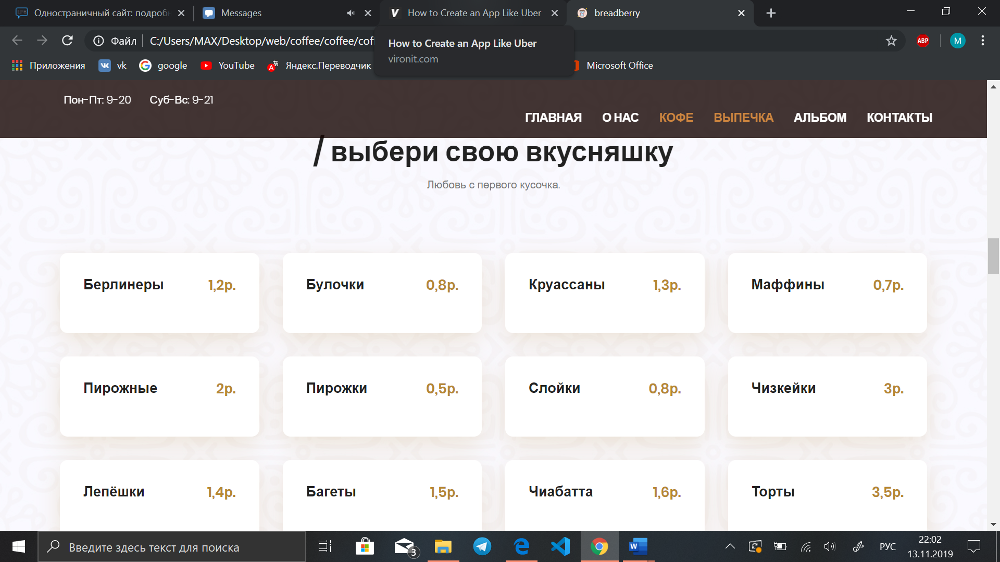 Одностраничный сайт: подробн
Messages
How to Create an App Like Uber
breadberry
Файл
C:/Users/MAX/Desktop/web/coffee/coffee/cof
How to Create an App Like Uber
vironit.com
ABP
M
Приложения
vk
google
YouTube
Яндекс.Переводчик
Microsoft Office
Пон-Пт: 9-20 Суб-Вс: 9-21
ГЛАВНАЯ О НАС КОФЕ ВЫПЕЧКА АЛЬБОМ КОНТАКТЫ
/ выбери свою вкусняшку
Любовь с первого кусочка.
Берлинеры 1,2р.
Булочки 0,8р.
Круассаны 1,3р.
Маффины 0,7р.
Пирожные 2р.
Пирожки 0,5р.
Слойки 0,8р.
Чизкейки 3р.
Лепёшки 1,4р.
Багеты 1,5р.
Чиабатта 1,6р.
Торты 3,5р.
Введите здесь текст для поиска
3
РУС
22:02
13.11.2019